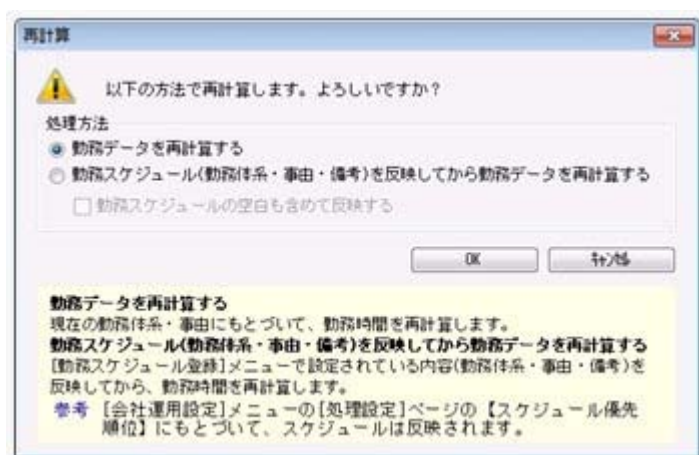 再計算
以下の方法で再計算します。よろしいですか？
処理方法
勤務データを再計算する
勤務スケジュール(勤務体系・事由・備考)を反映してから勤務データを再計算する
勤務スケジュールの空白も含めて反映する
OK
ｷｬﾝｾﾙ
勤務データを再計算する
現在の勤務体系・事由にもとづいて、勤務時間を再計算します。
勤務スケジュール(勤務体系・事由・備考)を反映してから勤務データを再計算する
[勤務スケジュール登録]メニューで設定されている内容(勤務体系・事由・備考)を
反映してから、勤務時間を再計算します。
参考 [会社運用設定]メニューの[処理設定]ページの【スケジュール優先
順位】にもとづいて、スケジュールは反映されます。